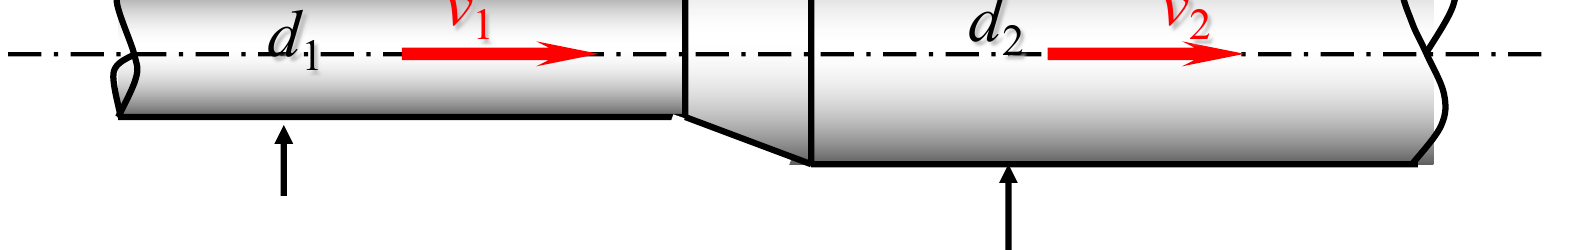 d₁ v₁ d₂ v₂